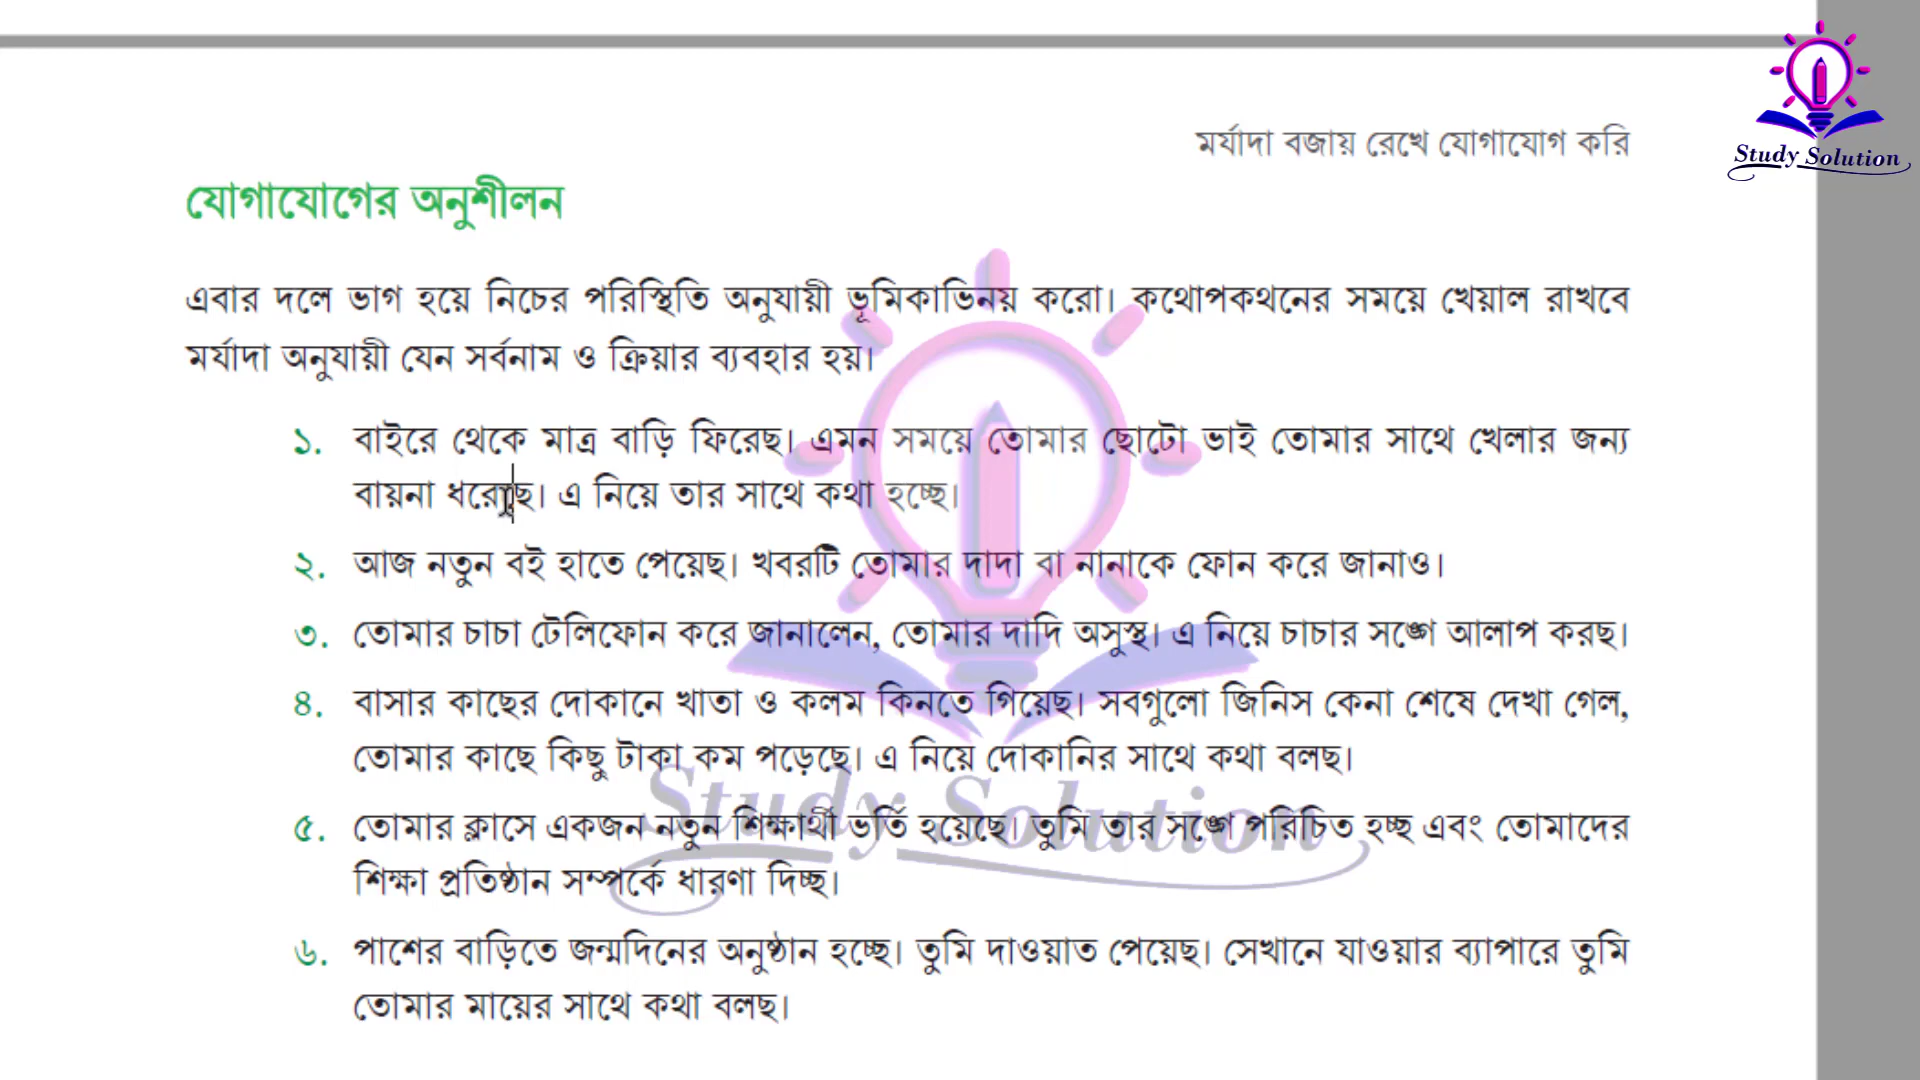 Study Solution
মর্যাদা বজায় রেখে যোগাযোগ করি
যোগাযোগের অনুশীলন
এবার দলে ভাগ হয়ে নিচের পরিস্থিতি অনুযায়ী ভূমিকাভিনয় করো। কথোপকথনের সময়ে খেয়াল রাখবে
মর্যাদা অনুযায়ী যেন সর্বনাম ও ক্রিয়ার ব্যবহার হয়।
১. বাইরে থেকে মাত্র বাড়ি ফিরেছ। এমন সময়ে তোমার ছোটো ভাই তোমার সাথে খেলার জন্য
বায়না ধরেছে। এ নিয়ে তার সাথে কথা হচ্ছে।
২. আজ নতুন বই হাতে পেয়েছ। খবরটি তোমার দাদা বা নানাকে ফোন করে জানাও।
৩. তোমার চাচা টেলিফোন করে জানালেন, তোমার দাদি অসুস্থ। এ নিয়ে চাচার সঙ্গে আলাপ করছ।
৪. বাসার কাছের দোকানে খাতা ও কলম কিনতে গিয়েছ। সবগুলো জিনিস কেনা শেষে দেখা গেল,
তোমার কাছে কিছু টাকা কম পড়েছে। এ নিয়ে দোকানির সাথে কথা বলছ।
Study Solution
৫. তোমার ক্লাসে একজন নতুন শিক্ষার্থী ভর্তি হয়েছে। তুমি তার সঙ্গে পরিচিত হচ্ছ এবং তোমাদের
শিক্ষা প্রতিষ্ঠান সম্পর্কে ধারণা দিচ্ছ।
৬. পাশের বাড়িতে জন্মদিনের অনুষ্ঠান হচ্ছে। তুমি দাওয়াত পেয়েছ। সেখানে যাওয়ার ব্যাপারে তুমি
তোমার মায়ের সাথে কথা বলছ।